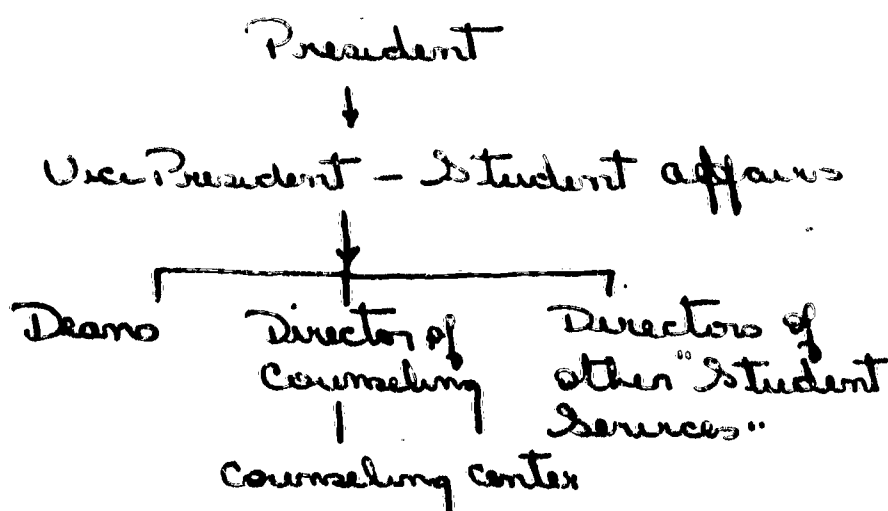 President
Vice President - Student affairs
Deans Director of Directors of
Counseling other "Student
Services"
Counseling Center